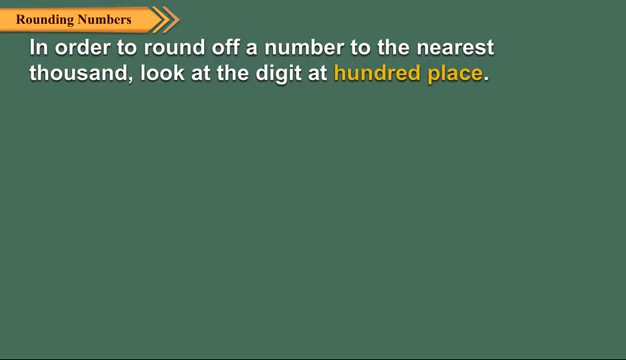 Rounding Numbers
In order to round off a number to the nearest
thousand, look at the digit at hundred place.